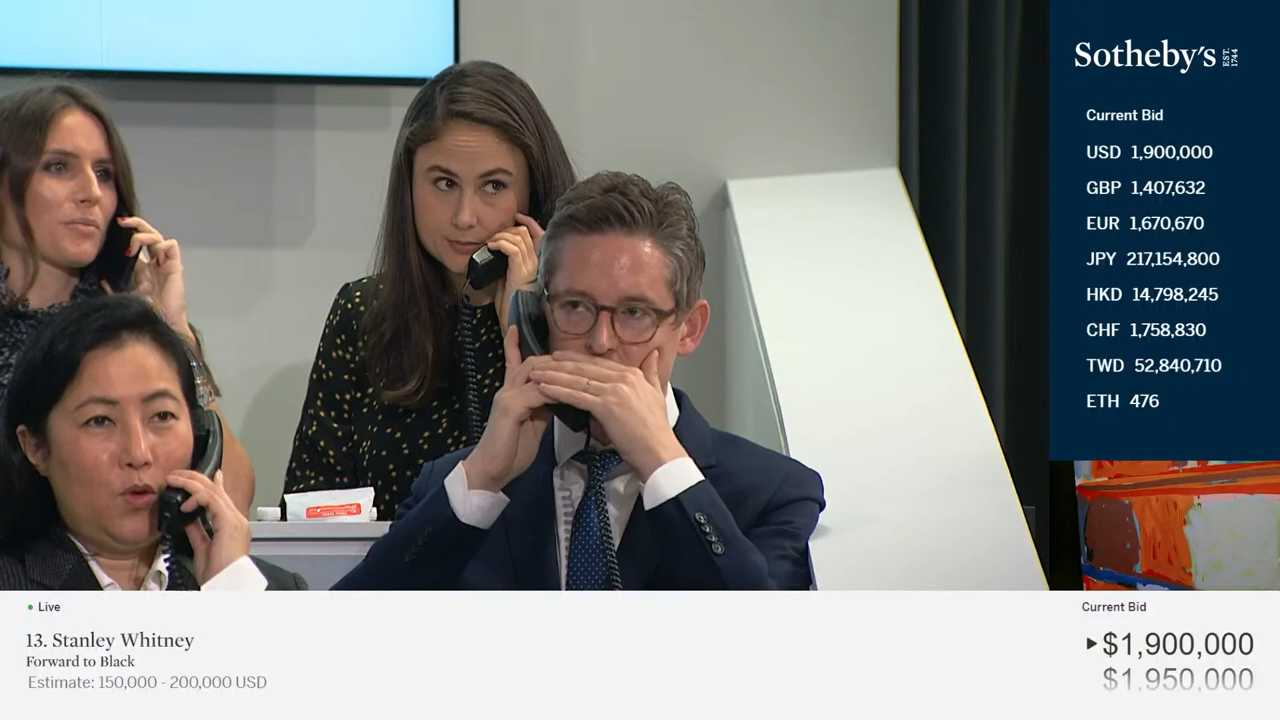 Sotheby's EST. 1744
Current Bid
USD 1,900,000
GBP 1,407,632
EUR 1,670,670
JPY 217,154,800
HKD 14,798,245
CHF 1,758,830
TWD 52,840,710
ETH 476
Live
13. Stanley Whitney
Forward to Black
Estimate: 150,000 - 200,000 USD
Current Bid
$1,900,000
$1,950,000